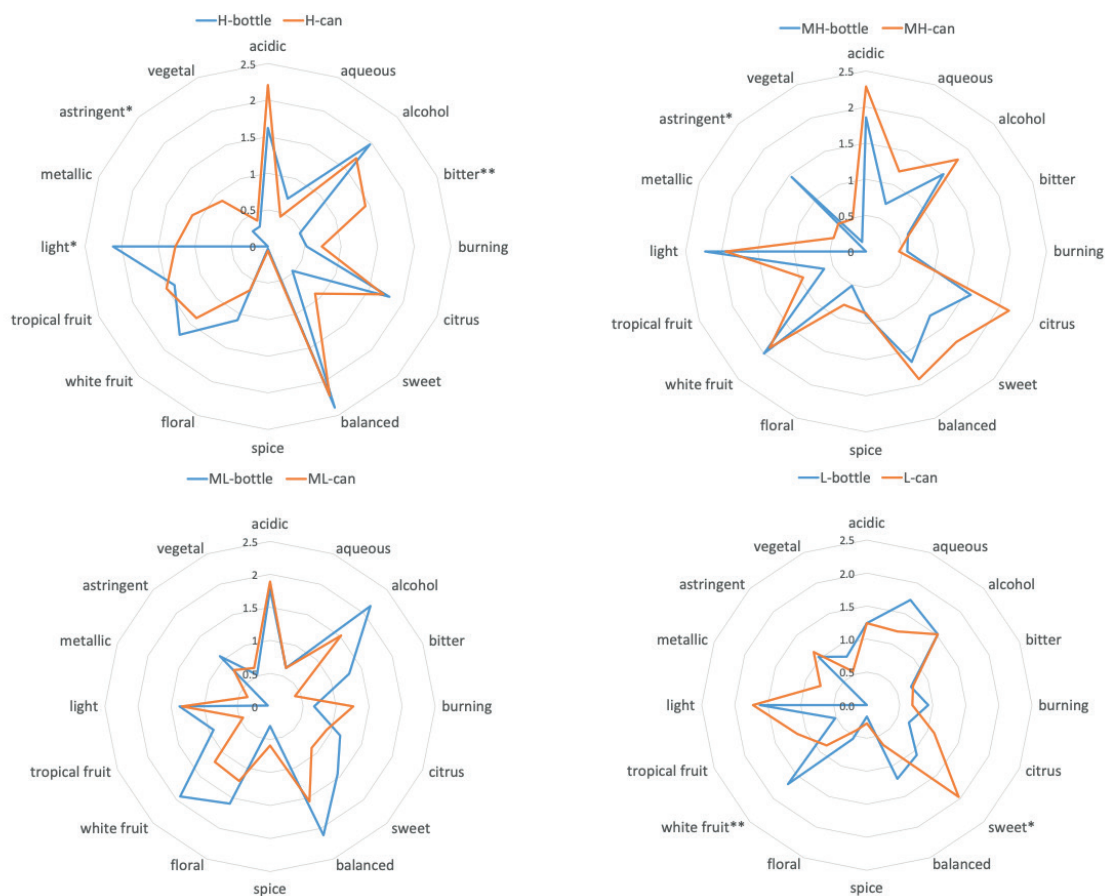 H-bottle H-can
acidic
aqueous
alcohol
bitter**
burning
citrus
sweet
balanced
spice
floral
white fruit
tropical fruit
light*
metallic
astringent*
vegetal
2.5
2
1.5
1
0.5
0
MH-bottle MH-can
acidic
aqueous
alcohol
bitter
burning
citrus
sweet
balanced
spice
floral
white fruit
tropical fruit
light
metallic
astringent*
vegetal
2.5
2
1.5
1
0.5
0
ML-bottle ML-can
acidic
aqueous
alcohol
bitter
burning
citrus
sweet
balanced
spice
floral
white fruit
tropical fruit
light
metallic
astringent
vegetal
2.5
2
1.5
1
0.5
0
L-bottle L-can
acidic
aqueous
alcohol
bitter
burning
citrus
sweet*
balanced
spice
floral
white fruit**
tropical fruit
light
metallic
astringent
vegetal
2.5
2.0
1.5
1.0
0.5
0.0